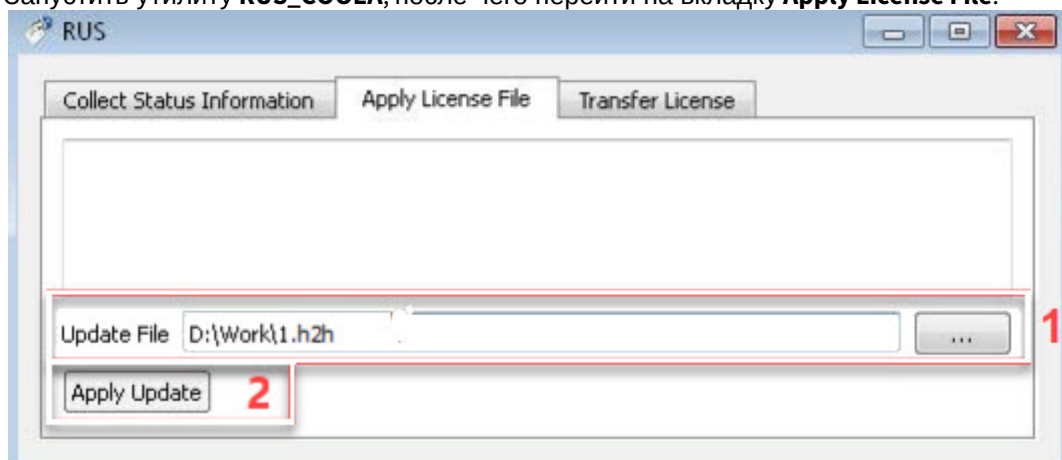 Запустить утилиту после чего перейти на вкладку Apply License File.
RUS
Collect Status Information Apply License File Transfer License
Update File D:\Work\1.h2h ... 1
Apply Update 2